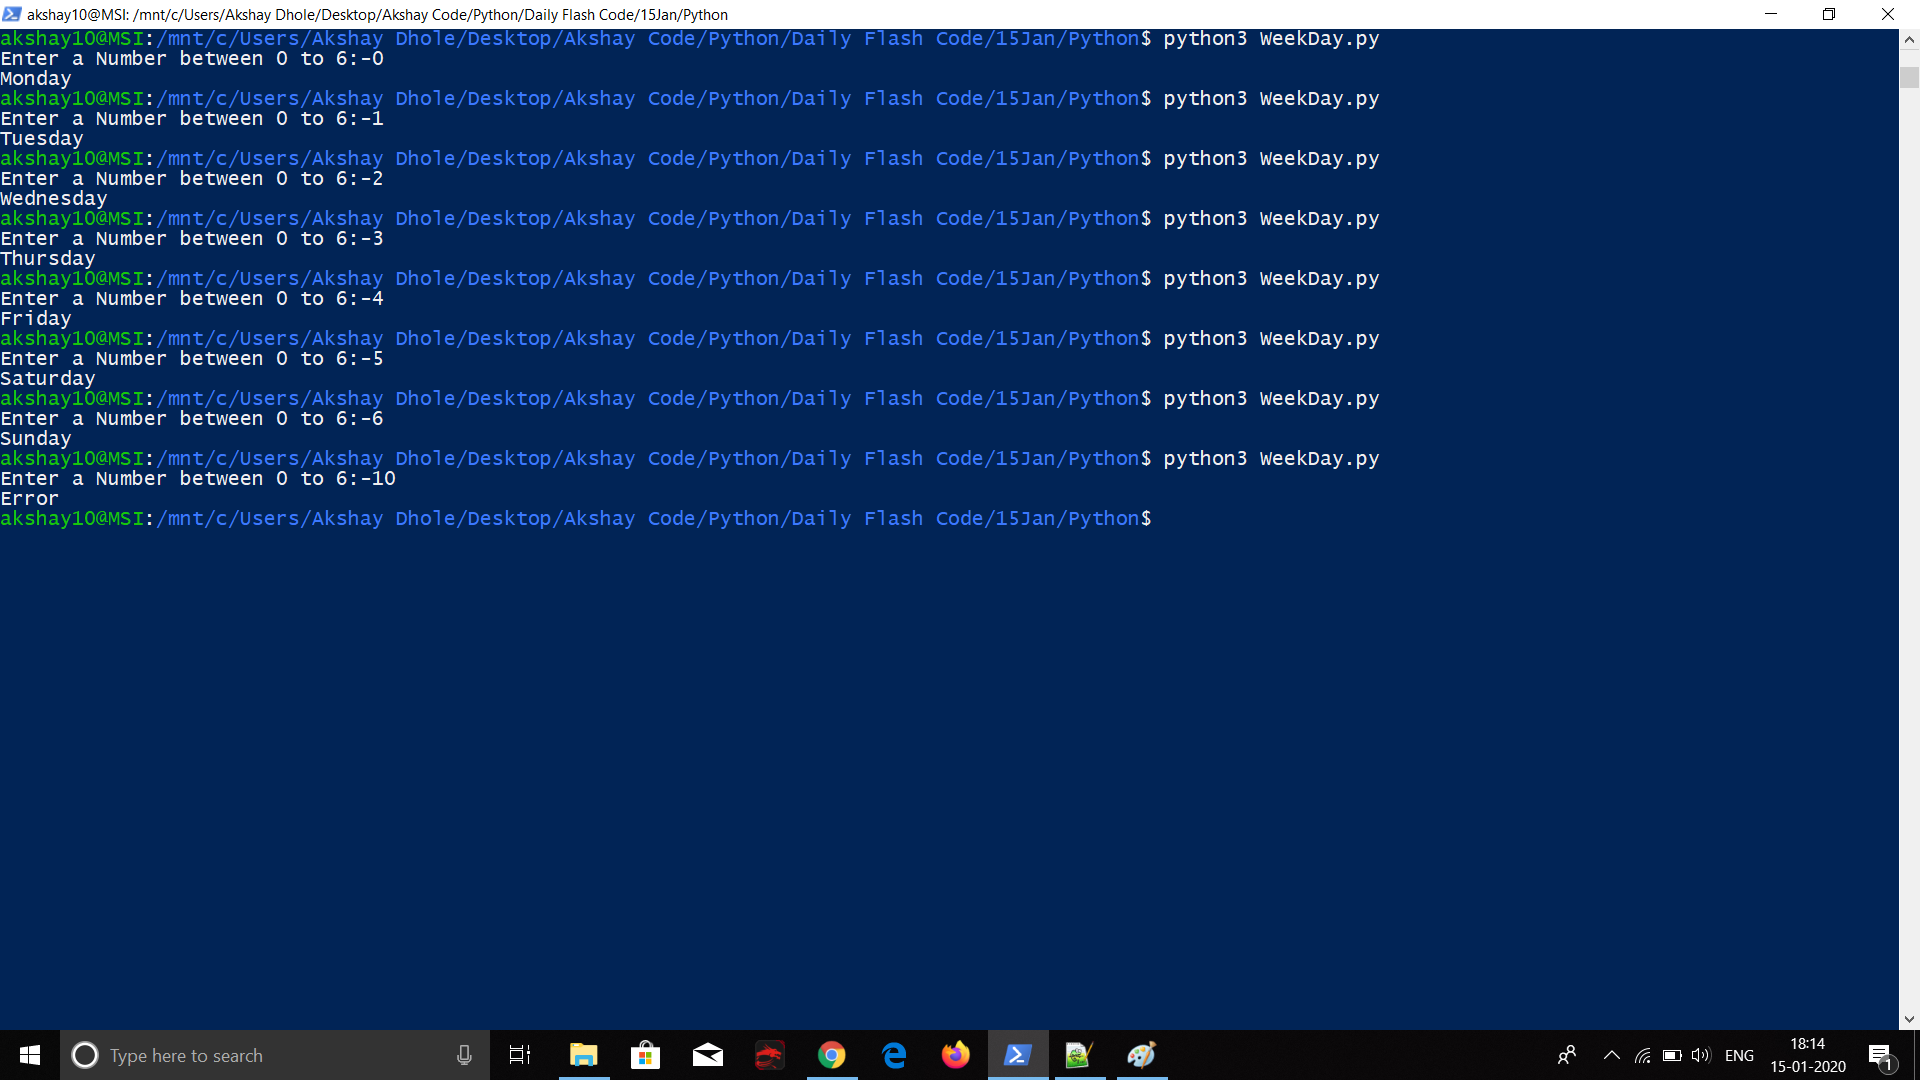 akshay10@MSI: /mnt/c/Users/Akshay Dhole/Desktop/Akshay Code/Python/Daily Flash Code/15Jan/Python
akshay10@MSI:/mnt/c/Users/Akshay Dhole/Desktop/Akshay Code/Python/Daily Flash Code/15Jan/Python$ python3 WeekDay.py
Enter a Number between 0 to 6:-0
Monday
akshay10@MSI:/mnt/c/Users/Akshay Dhole/Desktop/Akshay Code/Python/Daily Flash Code/15Jan/Python$ python3 WeekDay.py
Enter a Number between 0 to 6:-1
Tuesday
akshay10@MSI:/mnt/c/Users/Akshay Dhole/Desktop/Akshay Code/Python/Daily Flash Code/15Jan/Python$ python3 WeekDay.py
Enter a Number between 0 to 6:-2
Wednesday
akshay10@MSI:/mnt/c/Users/Akshay Dhole/Desktop/Akshay Code/Python/Daily Flash Code/15Jan/Python$ python3 WeekDay.py
Enter a Number between 0 to 6:-3
Thursday
akshay10@MSI:/mnt/c/Users/Akshay Dhole/Desktop/Akshay Code/Python/Daily Flash Code/15Jan/Python$ python3 WeekDay.py
Enter a Number between 0 to 6:-4
Friday
akshay10@MSI:/mnt/c/Users/Akshay Dhole/Desktop/Akshay Code/Python/Daily Flash Code/15Jan/Python$ python3 WeekDay.py
Enter a Number between 0 to 6:-5
Saturday
akshay10@MSI:/mnt/c/Users/Akshay Dhole/Desktop/Akshay Code/Python/Daily Flash Code/15Jan/Python$ python3 WeekDay.py
Enter a Number between 0 to 6:-6
Sunday
akshay10@MSI:/mnt/c/Users/Akshay Dhole/Desktop/Akshay Code/Python/Daily Flash Code/15Jan/Python$ python3 WeekDay.py
Enter a Number between 0 to 6:-10
Error
akshay10@MSI:/mnt/c/Users/Akshay Dhole/Desktop/Akshay Code/Python/Daily Flash Code/15Jan/Python$
Type here to search
ENG
18:14
15-01-2020
1